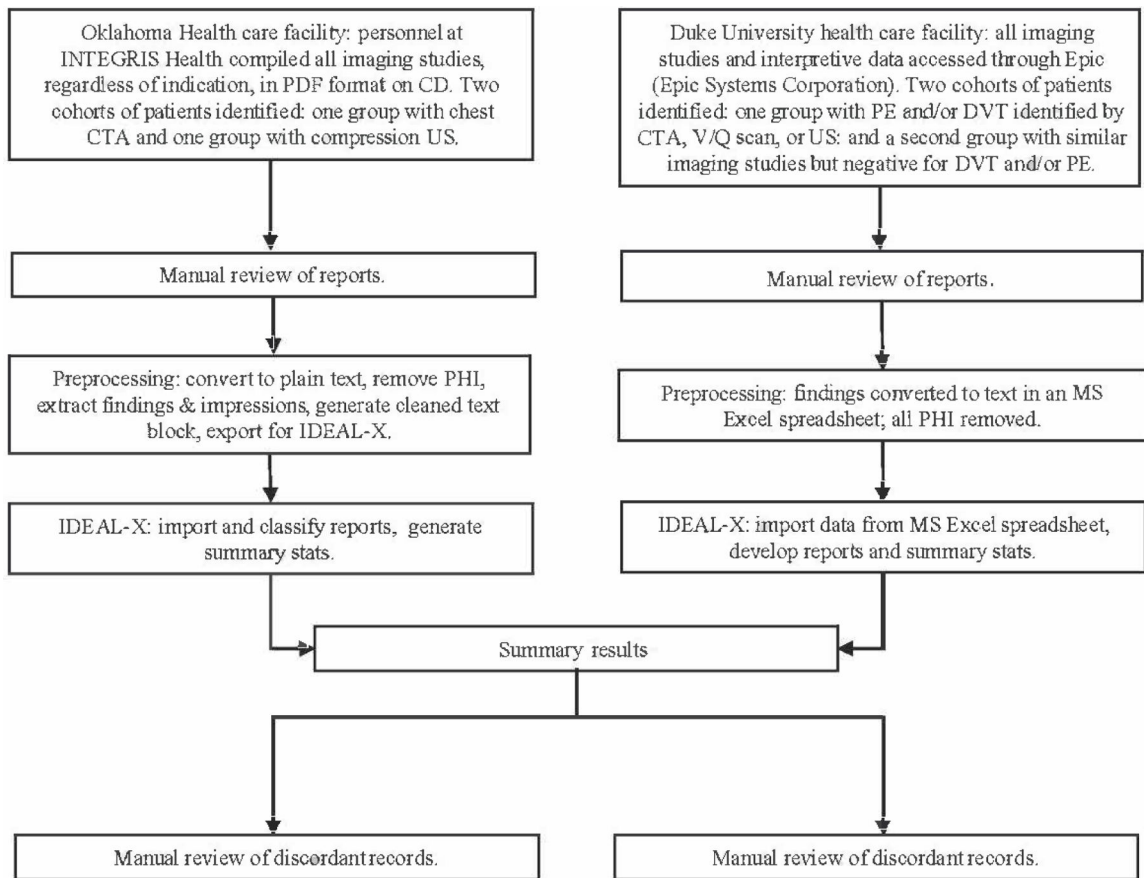 Oklahoma Health care facility: personnel at
INTEGRIS Health compiled all imaging studies,
regardless of indication, in PDF format on CD. Two
cohorts of patients identified: one group with chest
CTA and one group with compression US.
Manual review of reports.
Preprocessing: convert to plain text, remove PHI,
extract findings & impressions, generate cleaned text
block, export for IDEAL-X.
IDEAL-X: import and classify reports, generate
summary stats.
Duke University health care facility: all imaging
studies and interpretive data accessed through Epic
(Epic Systems Corporation). Two cohorts of patients
identified: one group with PE and/or DVT identified by
CTA, V/Q scan, or US: and a second group with similar
imaging studies but negative for DVT and/or PE.
Manual review of reports.
Preprocessing: findings converted to text in an MS
Excel spreadsheet; all PHI removed.
IDEAL-X: import data from MS Excel spreadsheet,
develop reports and summary stats.
Summary results
Manual review of discordant records.
Manual review of discordant records.